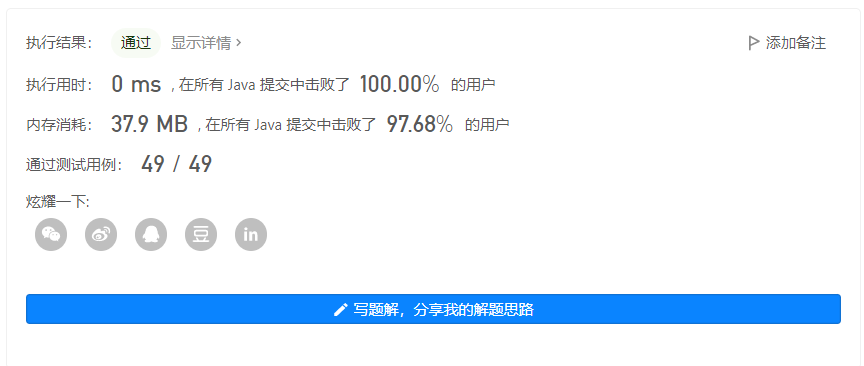 执行结果： 通过 显示详情 › 添加备注
执行用时： 0 ms ，在所有 Java 提交中击败了 100.00% 的用户
内存消耗： 37.9 MB ，在所有 Java 提交中击败了 97.68% 的用户
通过测试用例： 49 / 49
炫耀一下:
豆 in
写题解，分享我的解题思路